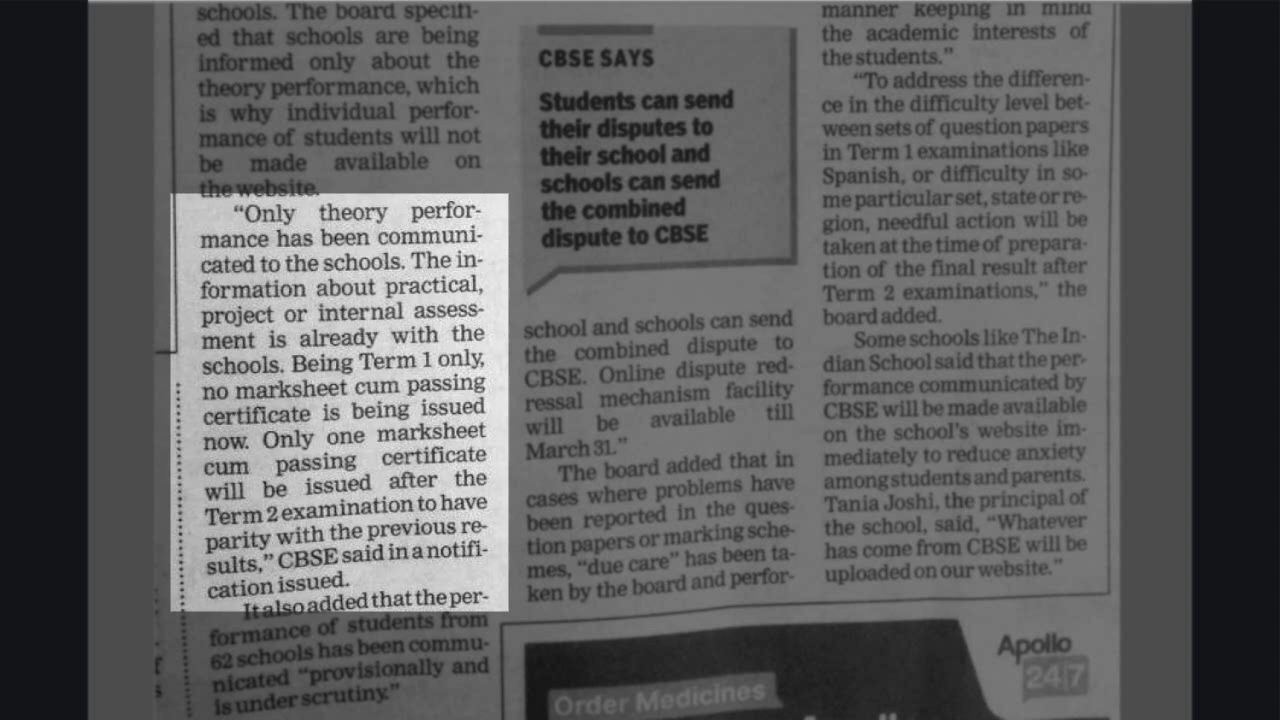 schools. The board specifi-
ed that schools are being
informed only about the
theory performance, which
is why individual perfor-
mance of students will not
be made available on
the website.
“Only theory perfor-
mance has been communi-
cated to the schools. The in-
formation about practical,
project or internal assess-
ment is already with the
schools. Being Term 1 only,
no marksheet cum passing
certificate is being issued
now. Only one marksheet
cum passing certificate
will be issued after the
Term 2 examination to have
parity with the previous re-
sults,” CBSE said in a notifi-
cation issued.
It also added that the per-
formance of students from
62 schools has been commu-
nicated “provisionally and
is under scrutiny.”
CBSE SAYS
Students can send
their disputes to
their school and
schools can send
the combined
dispute to CBSE
school and schools can send
the combined dispute to
CBSE. Online dispute red-
ressal mechanism facility
will be available till
March 31.”
The board added that in
cases where problems have
been reported in the ques-
tion papers or marking sche-
mes, “due care” has been ta-
ken by the board and perfor-
manner keeping in mind
the academic interests of
the students.”
“To address the differen-
ce in the difficulty level bet-
ween sets of question papers
in Term 1 examinations like
Spanish, or difficulty in so-
me particular set, state or re-
gion, needful action will be
taken at the time of prepara-
tion of the final result after
Term 2 examinations,” the
board added.
Some schools like The In-
dian School said that the per-
formance communicated by
CBSE will be made available
on the school’s website im-
mediately to reduce anxiety
among students and parents.
Tania Joshi, the principal of
the school, said, “Whatever
has come from CBSE will be
uploaded on our website.”
Apollo
24|7
Order Medicines